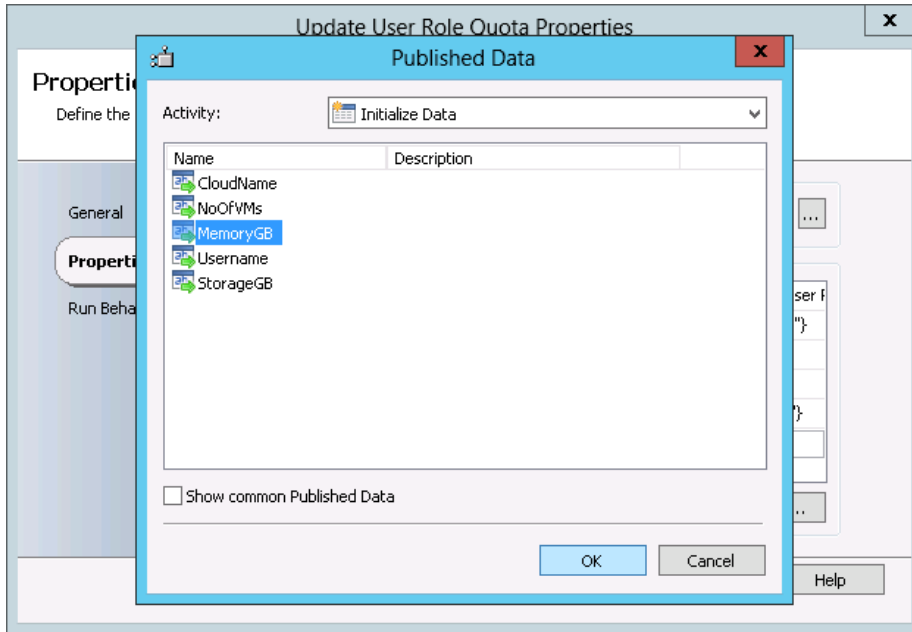 Update User Role Quota Properties
x
Published Data
x
Properti
Define the
Activity:
Initialize Data
Name Description
CloudName
NoOfVMs
MemoryGB
Username
StorageGB
General
Properti
Run Beha
...
ser
"}
"}
..
Show common Published Data
OK Cancel
Help